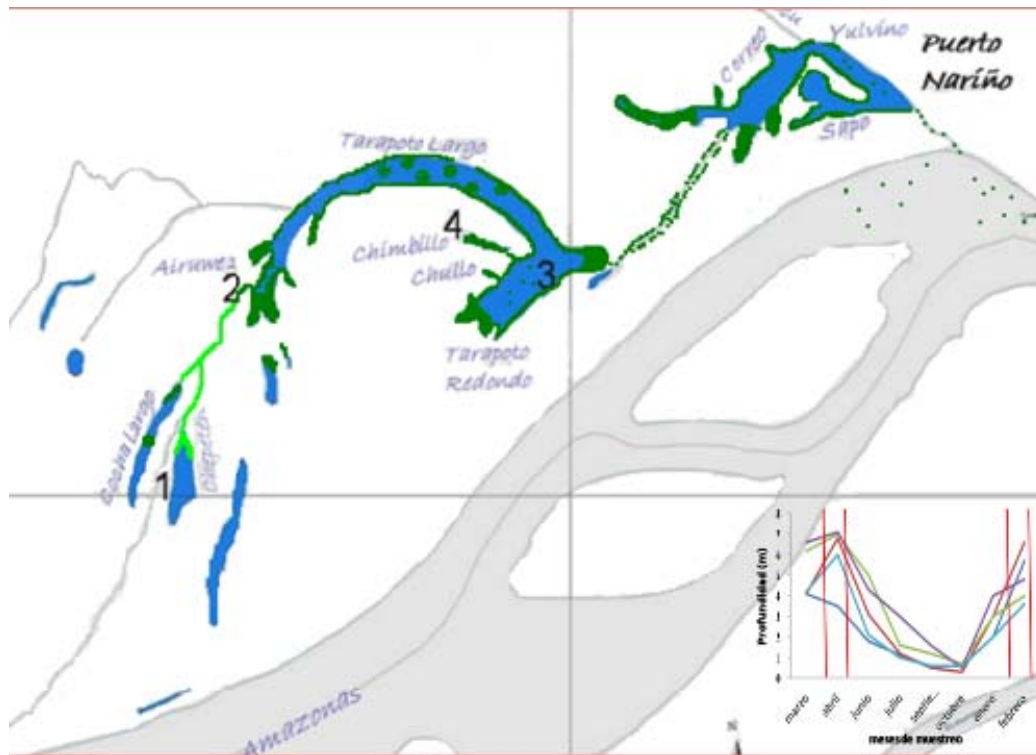 Yulvino
Puerto
Nariño
Correo
Sapo
Tarapoto Largo
4
Chimbillo
Chullo
3
Airuwez
2
Tarapoto
Redondo
Cocha Largo
1
Amazonas
Profundidad (m)
marzo
abril
junio
julio
septie...
octubre
enero
febrero
meses de muestreo